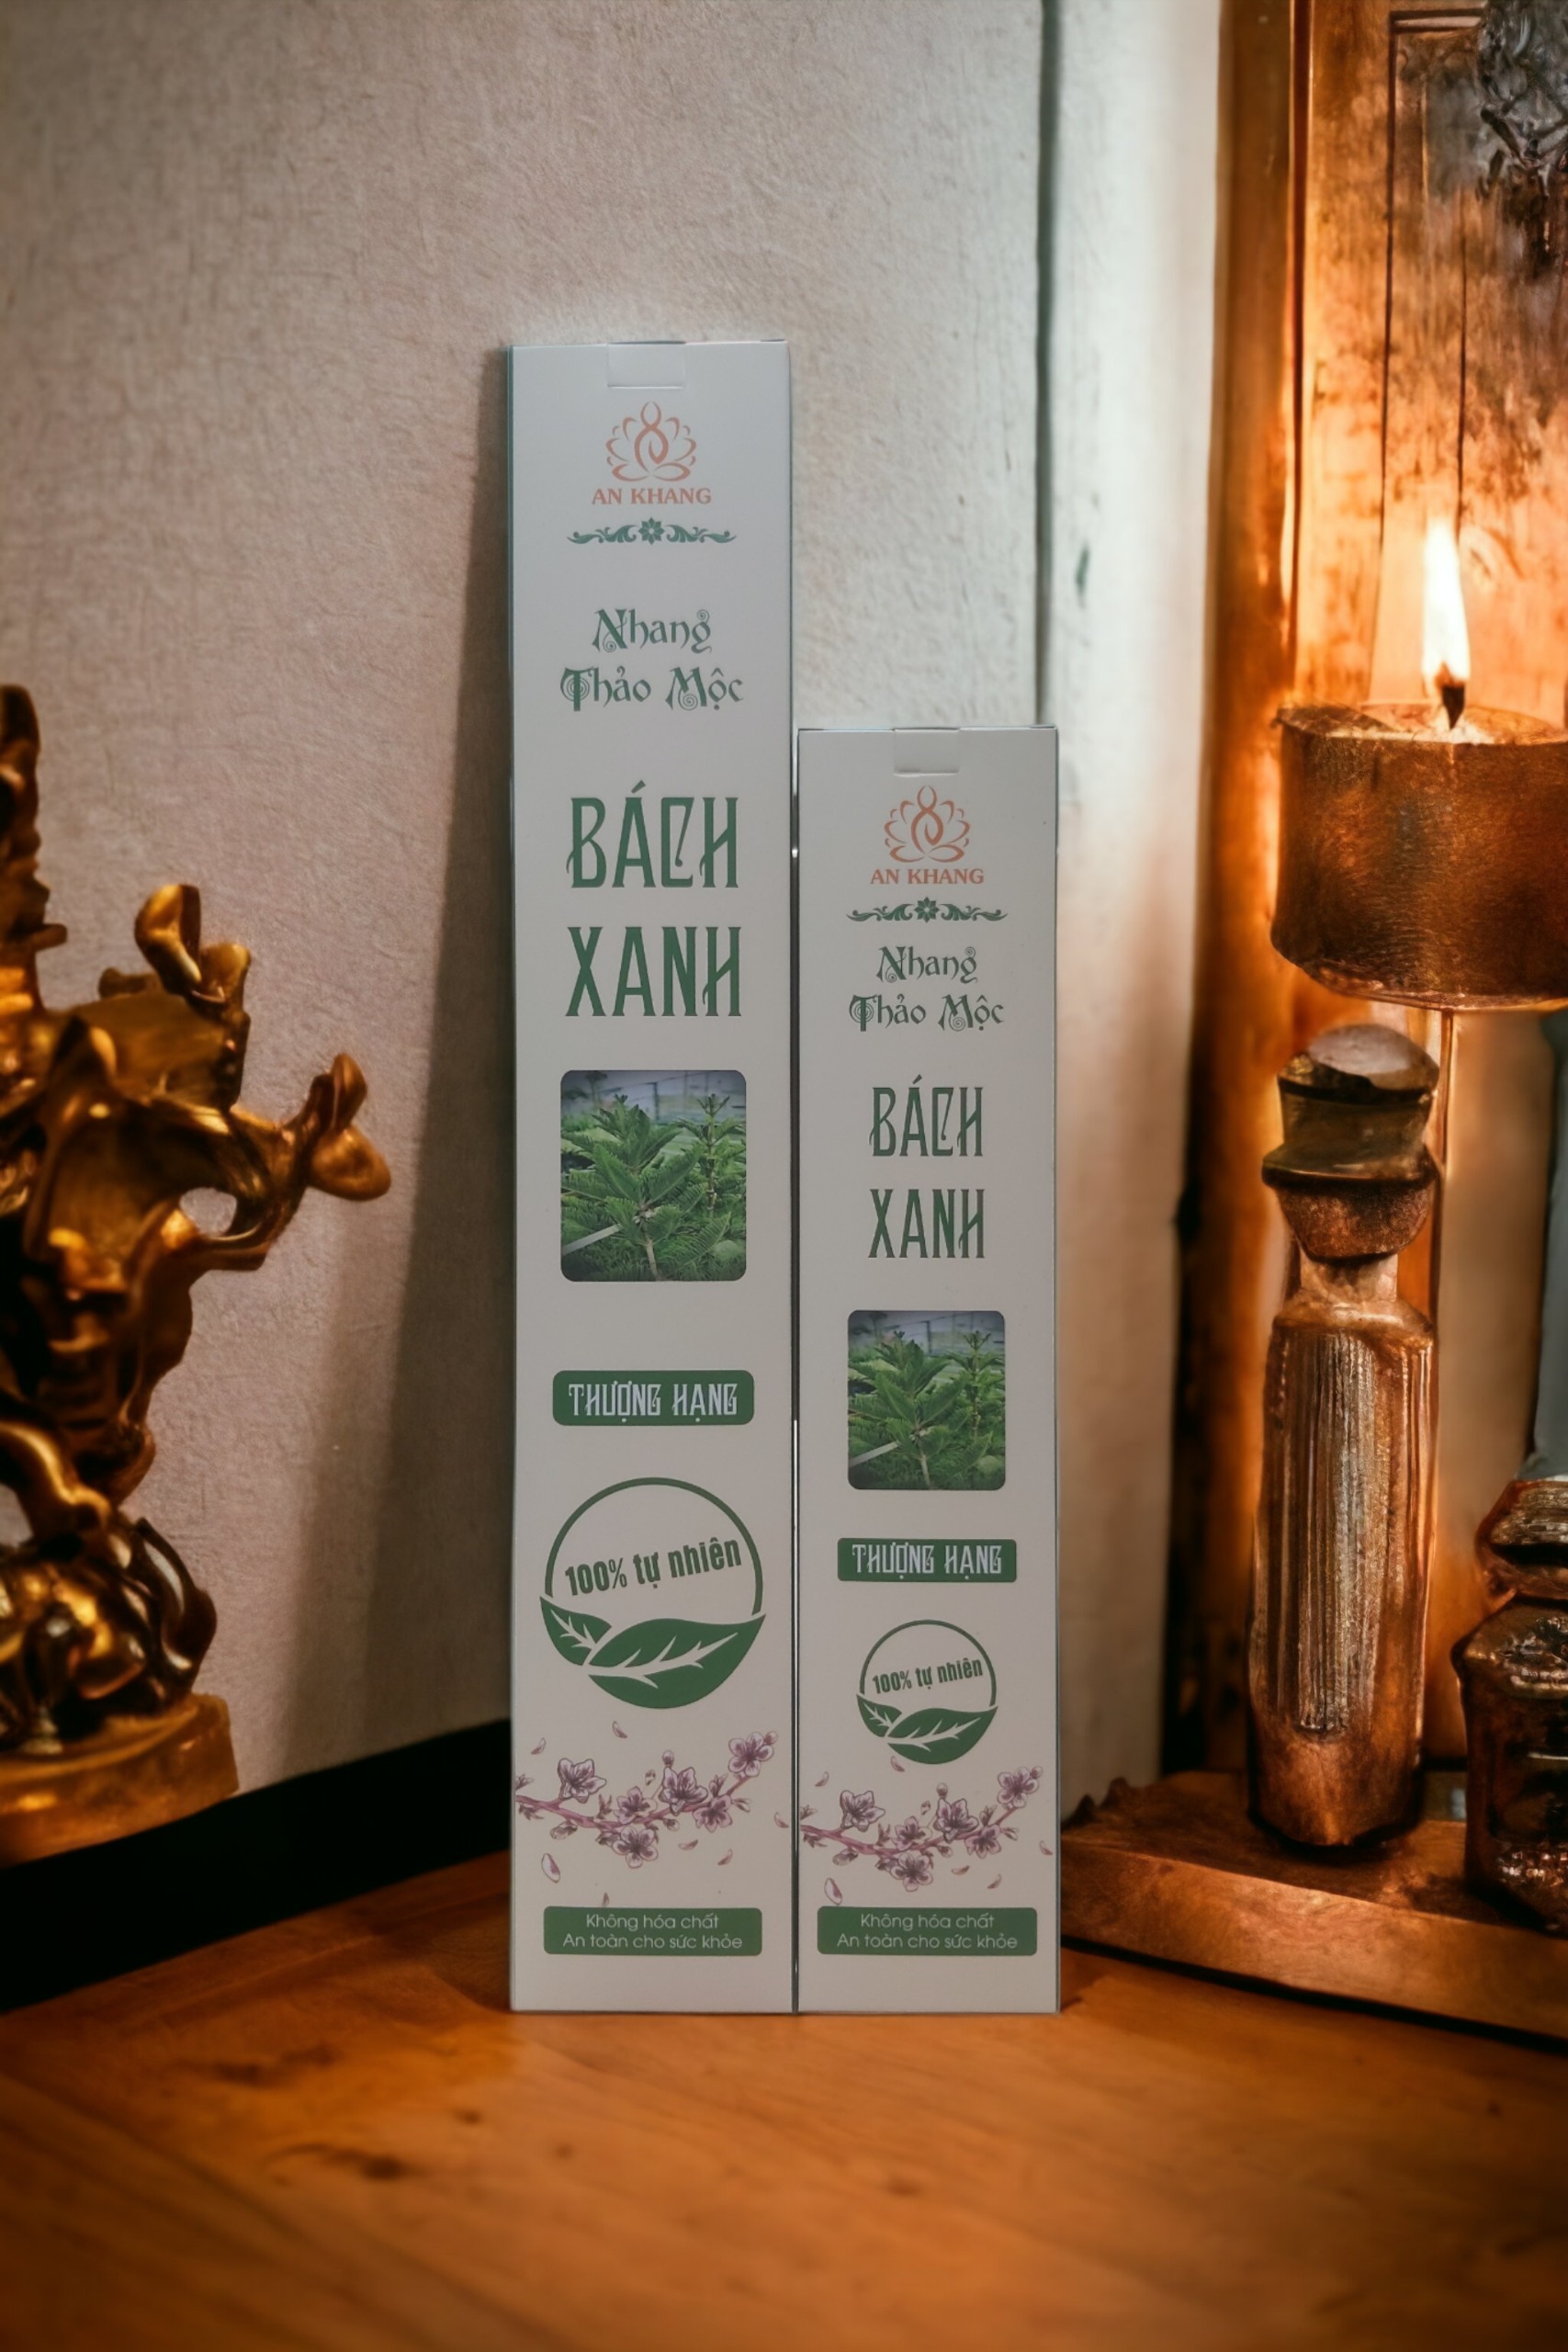 AN KHANG
Nhang
Thảo Mộc
BÁCH
XANH
THƯỢNG HẠNG
100% tự nhiên
Không hóa chất
An toàn cho sức khỏe
AN KHANG
Nhang
Thảo Mộc
BÁCH
XANH
THƯỢNG HẠNG
100% tự nhiên
Không hóa chất
An toàn cho sức khỏe